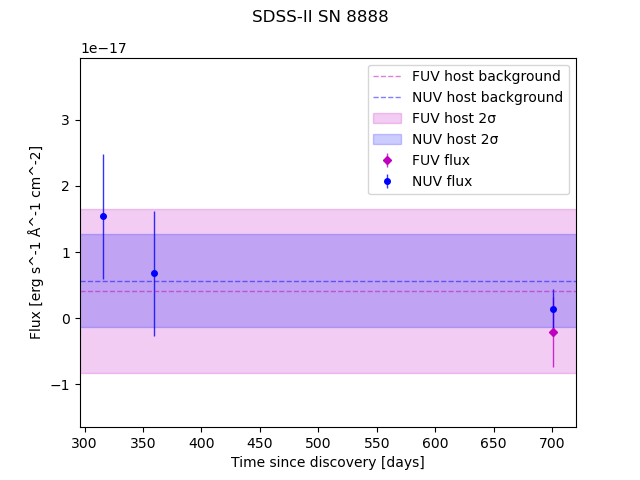 SDSS-II SN 8888
1e−17
FUV host background
NUV host background
FUV host 2σ
NUV host 2σ
FUV flux
NUV flux
3
2
1
0
−1
Flux [erg s^-1 Å^-1 cm^-2]
300 350 400 450 500 550 600 650 700
Time since discovery [days]